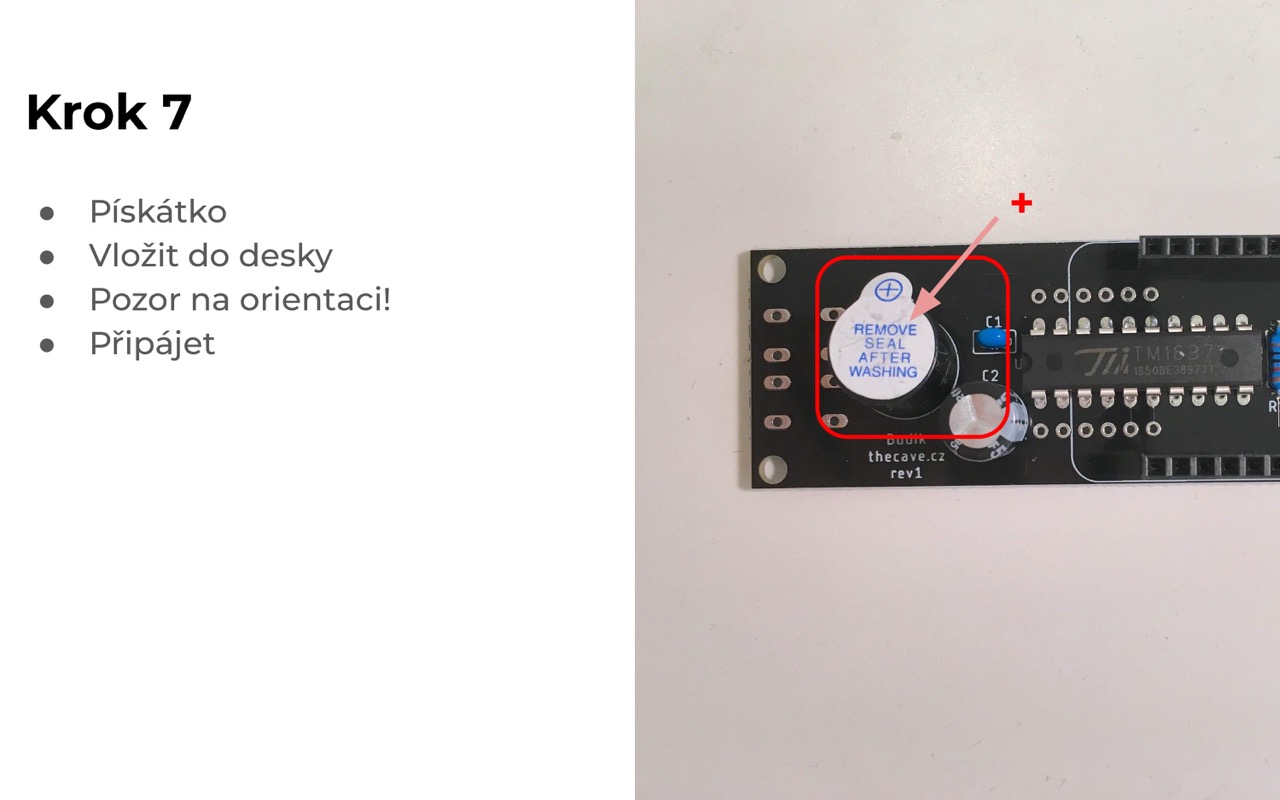 Krok 7
● Pískátko
● Vložit do desky
● Pozor na orientaci!
● Připájet
+
REMOVE
SEAL
AFTER
WASHING
C1
C2
U
TM1637
R
Budík
thecave.cz
rev1